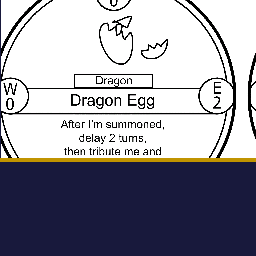 Dragon
W
0
Dragon Egg
E
2
After I'm summoned,
delay 2 turns,
then tribute me and